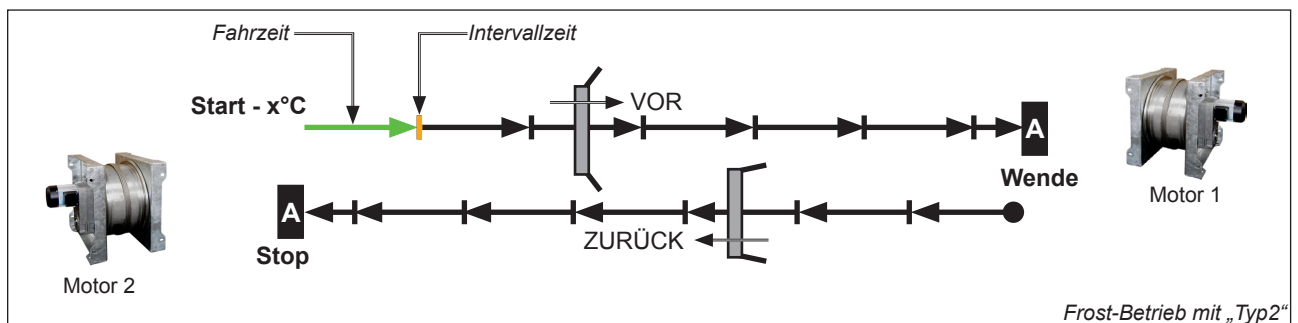 Fahrzeit
Intervallzeit
Start - x°C
VOR
A
Wende
Motor 1
A
ZURÜCK
Stop
Motor 2
Frost-Betrieb mit „Typ2“